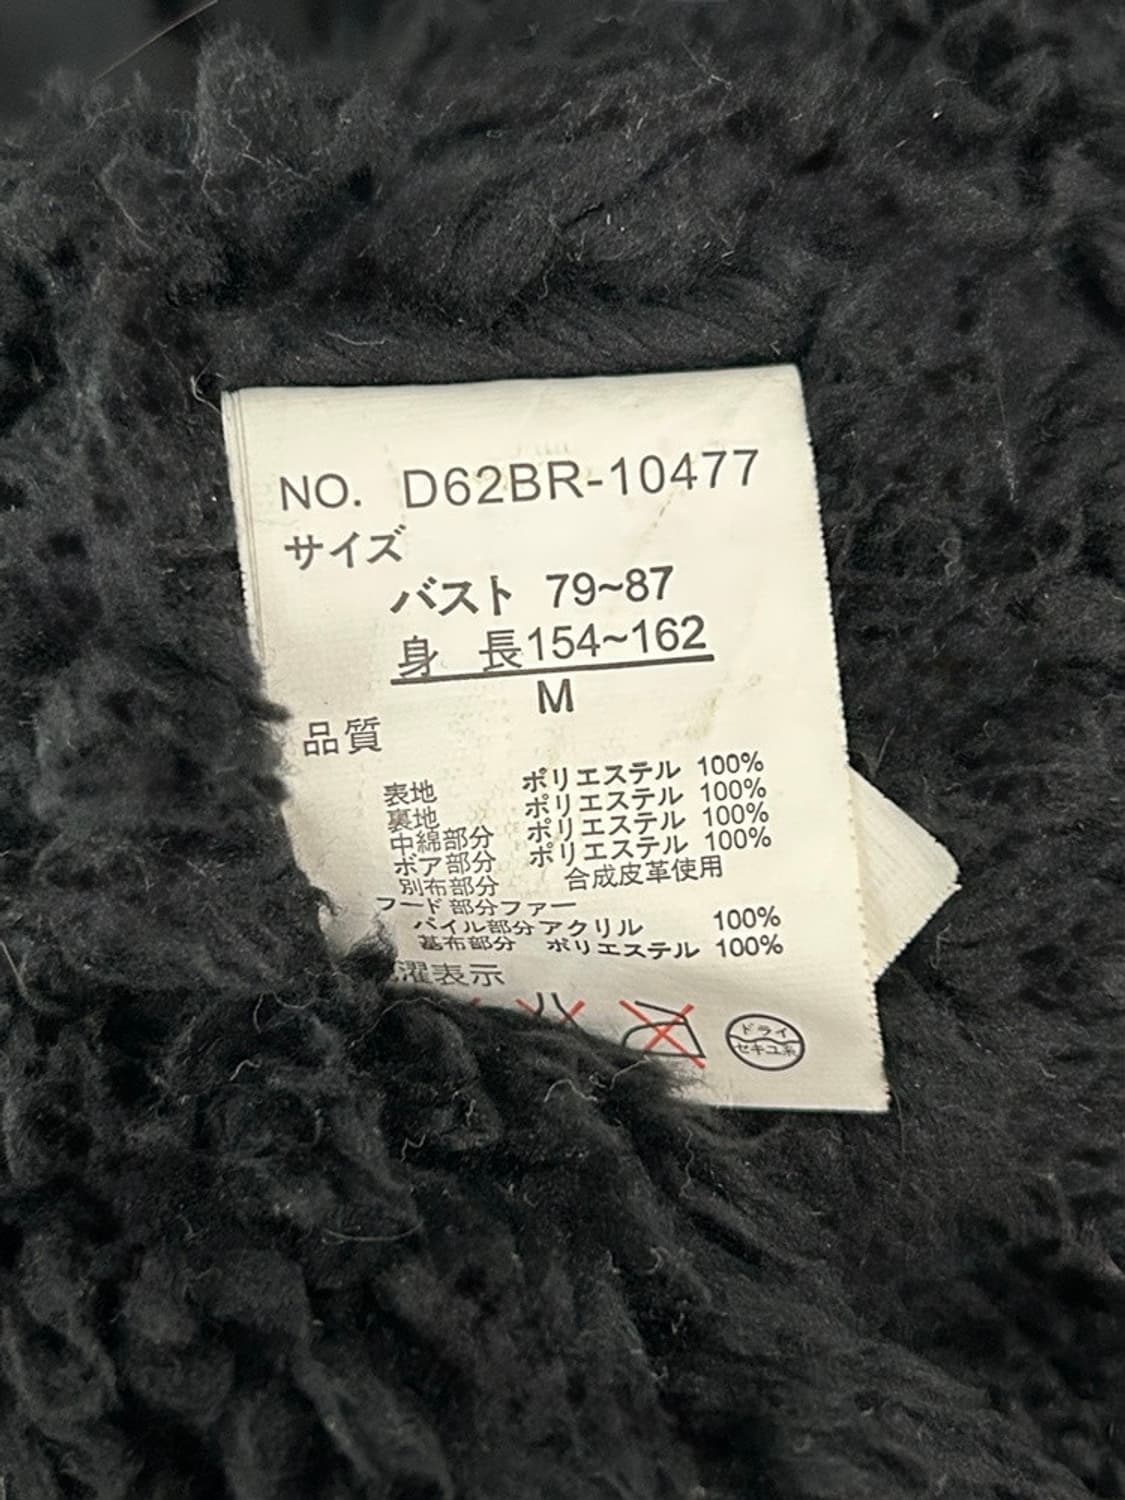 NO. D62BR-10477
サイズ
バスト 79~87
身 長154~162
M
品質
表地 ポリエステル 100%
裏地 ポリエステル 100%
中綿部分 ポリエステル 100%
ボア部分 ポリエステル 100%
別布部分 合成皮革使用
フード部分ファー
パイル部分アクリル 100%
基布部分 ポリエステル 100%
濯表示
ドライ
セキユ系